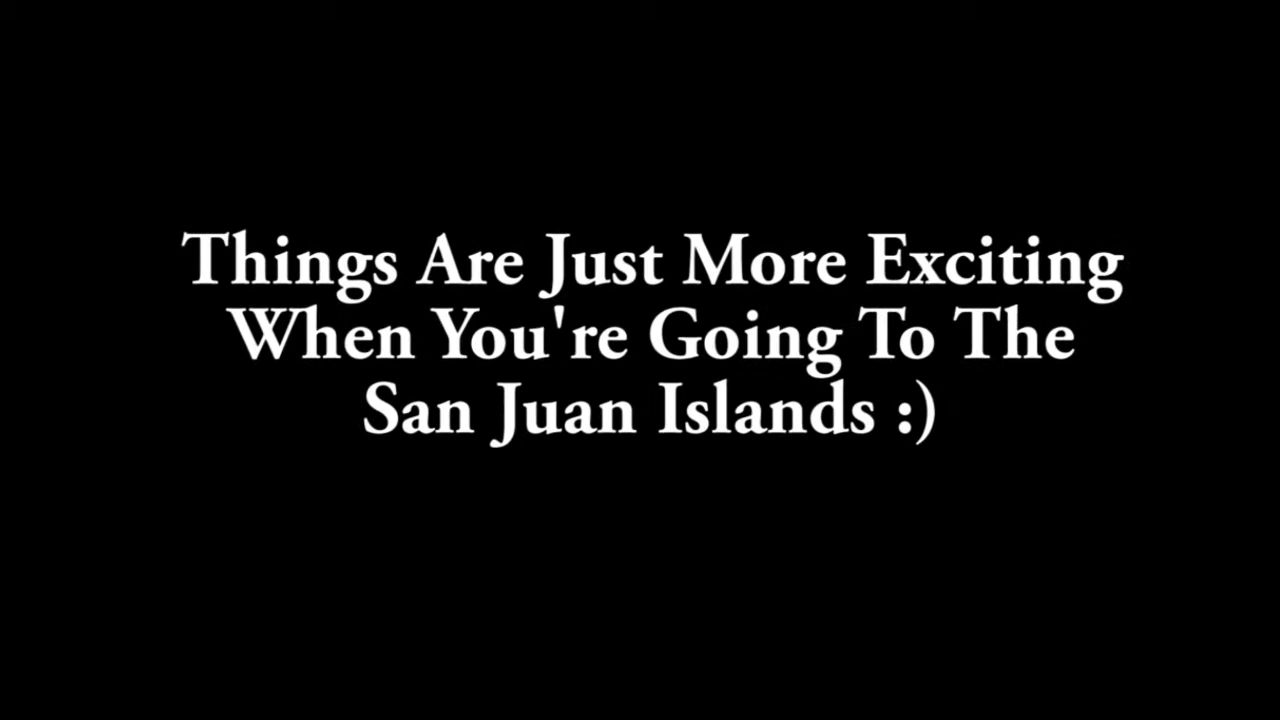 Things Are Just More Exciting
When You're Going To The
San Juan Islands :)